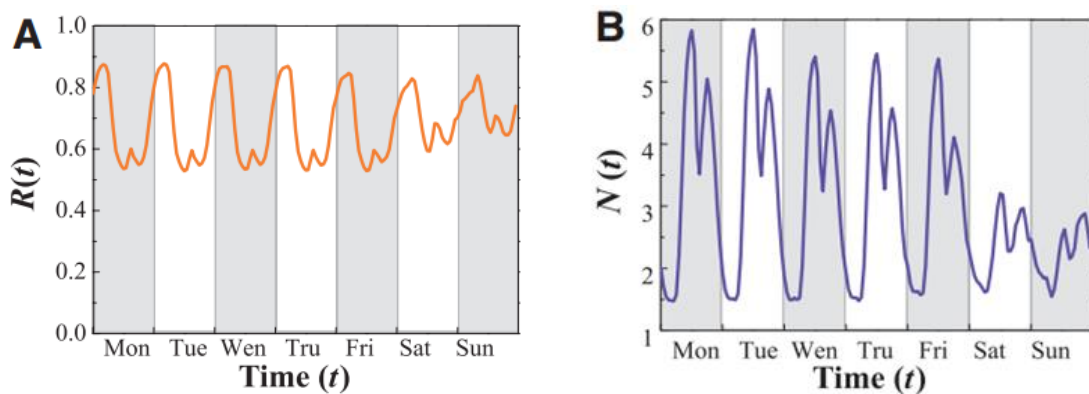 A
R(t)
1.0
0.8
0.6
0.4
0.2
0.0
Mon Tue Wen Tru Fri Sat Sun
Time (t)
B
N (t)
6
5
4
3
2
1
Mon Tue Wen Tru Fri Sat Sun
Time (t)